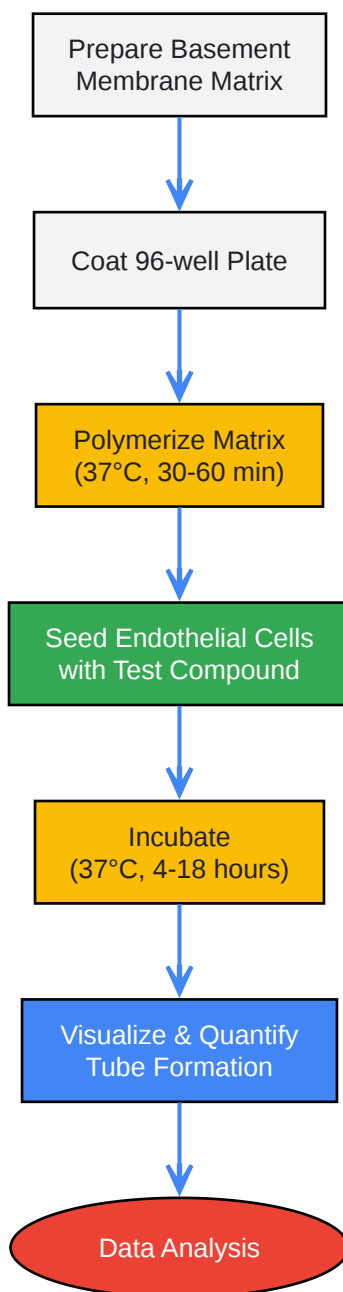 Prepare Basement
Membrane Matrix
Coat 96-well Plate
Polymerize Matrix
(37°C, 30-60 min)
Seed Endothelial Cells
with Test Compound
Incubate
(37°C, 4-18 hours)
Visualize & Quantify
Tube Formation
Data Analysis